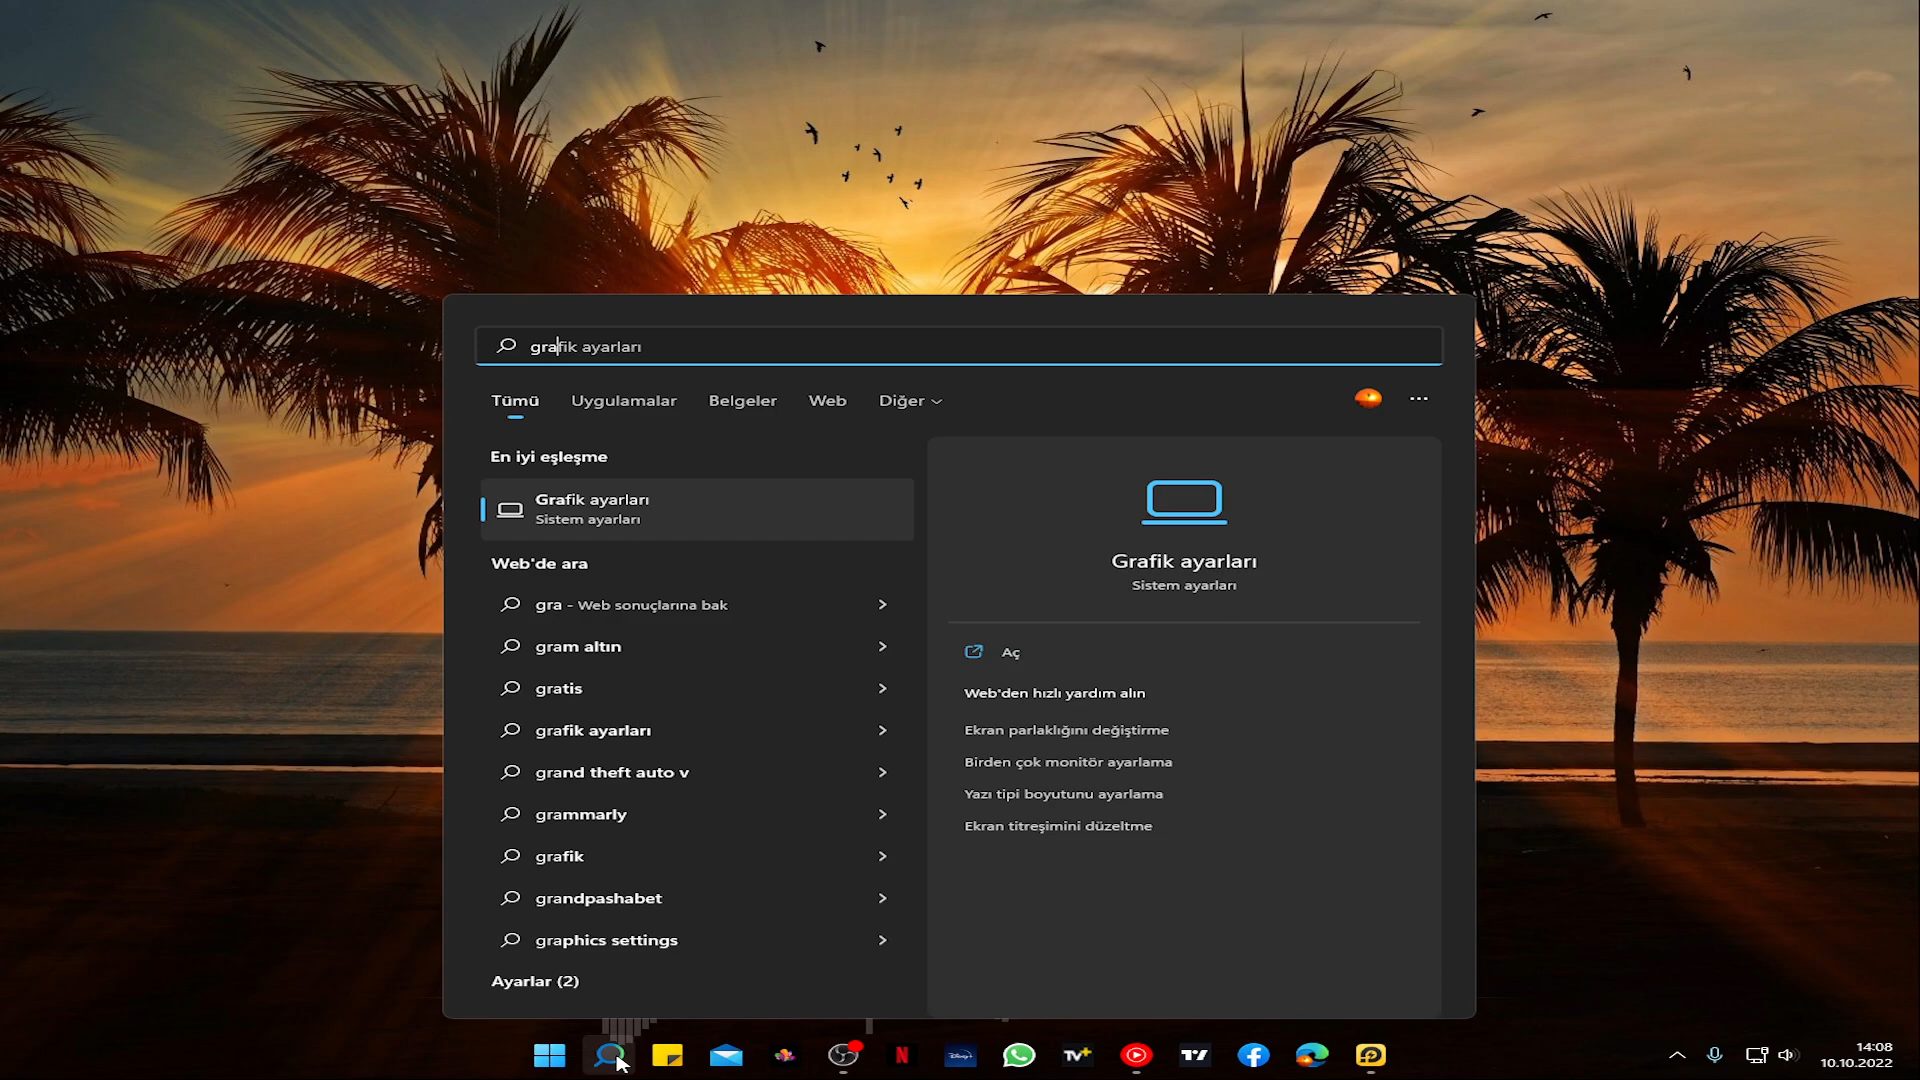 grafik ayarları
Tümü Uygulamalar Belgeler Web Diğer
En iyi eşleşme
Grafik ayarları
Sistem ayarları
Web'de ara
gra - Web sonuçlarına bak
gram altın
gratis
grafik ayarları
grand theft auto v
grammarly
grafik
grandpashabet
graphics settings
Ayarlar (2)
Grafik ayarları
Sistem ayarları
Aç
Web'den hızlı yardım alın
Ekran parlaklığını değiştirme
Birden çok monitör ayarlama
Yazı tipi boyutunu ayarlama
Ekran titreşimini düzeltme
N Disney+ TV+
14:08
10.10.2022